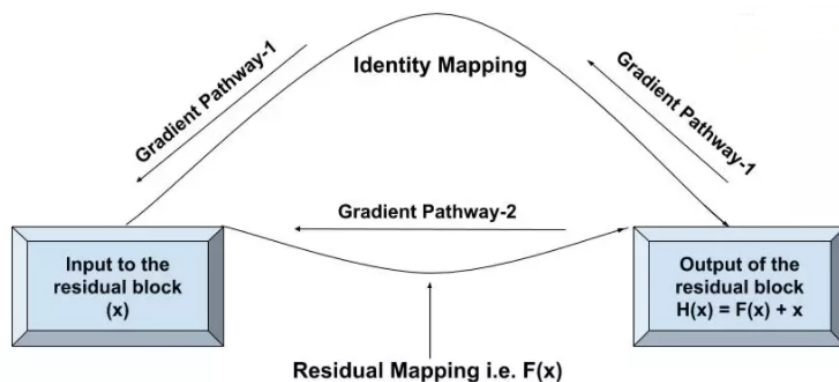 Gradient Pathway-1
Identity Mapping
Gradient Pathway-1
Gradient Pathway-2
Input to the
residual block
(x)
Output of the
residual block
H(x) = F(x) + x
Residual Mapping i.e. F(x)